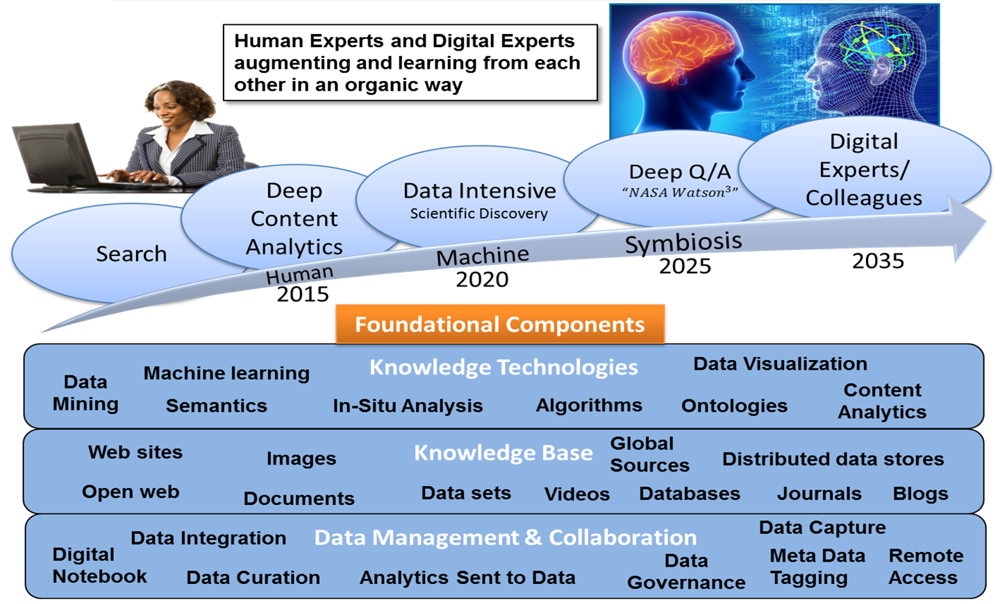 Human Experts and Digital Experts
augmenting and learning from each
other in an organic way
Search
Deep
Content
Analytics
Data Intensive
Scientific Discovery
Deep Q/A
“NASA Watson³”
Digital
Experts/
Colleagues
Human
2015
Machine
2020
Symbiosis
2025
2035
Foundational Components
Knowledge Technologies
Data
Mining
Machine learning
Semantics
In-Situ Analysis
Algorithms
Data Visualization
Ontologies
Content
Analytics
Knowledge Base
Web sites
Images
Global
Sources
Distributed data stores
Open web
Documents
Data sets
Videos
Databases
Journals
Blogs
Data Management & Collaboration
Data Integration
Data Capture
Digital
Notebook
Data Curation
Analytics Sent to Data
Data
Governance
Meta Data
Tagging
Remote
Access